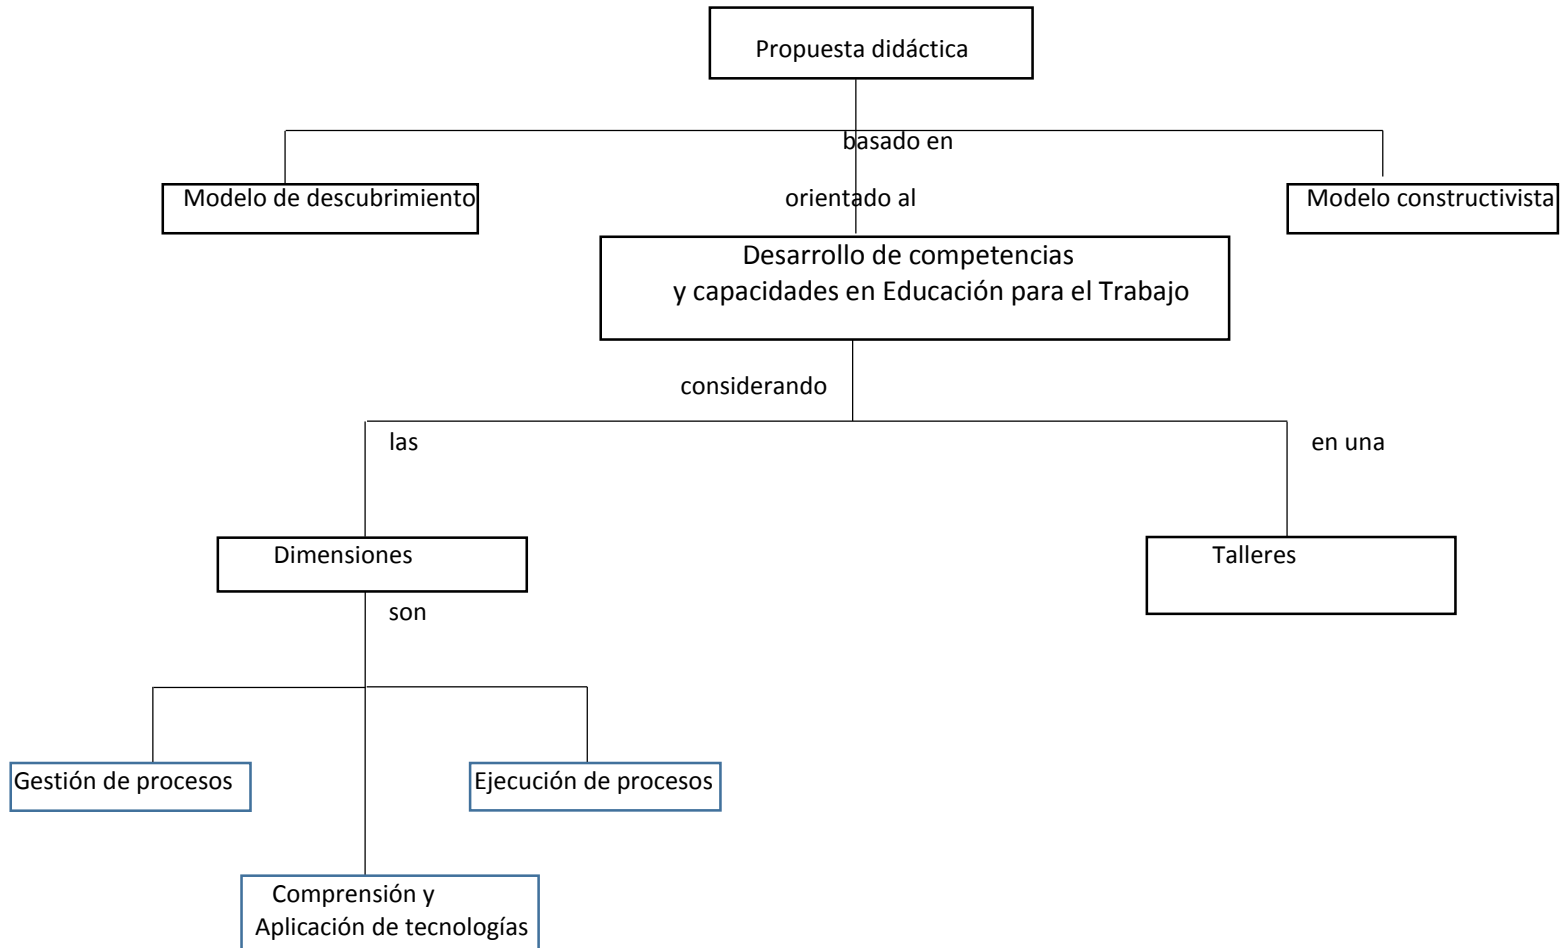 Propuesta didáctica
basado en
Modelo de descubrimiento
orientado al
Modelo constructivista
Desarrollo de competencias
y capacidades en Educación para el Trabajo
considerando
las
en una
Dimensiones
Talleres
son
Gestión de procesos
Ejecución de procesos
Comprensión y
Aplicación de tecnologías